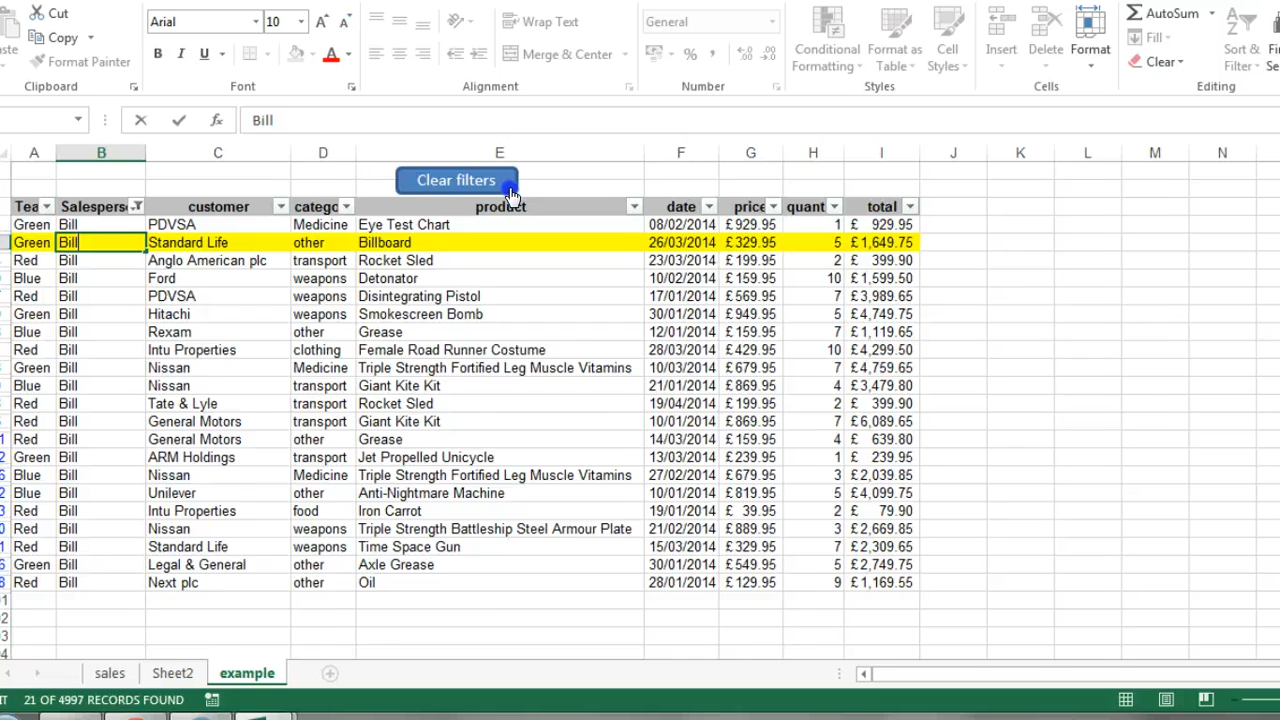 Cut
Arial 10
Wrap Text
General
AutoSum
Copy
Fill
Format Painter
B I U
Merge & Center
% ,
Conditional Formatting
Format as Table
Cell Styles
Insert
Delete
Format
Clear
Sort & Filter
Clipboard
Font
Alignment
Number
Styles
Cells
Editing
fx Bill
A B C D E F G H I J K L M N
Clear filters
Tea Salesperso customer catego product date price quant total
Green Bill PDVSA Medicine Eye Test Chart 08/02/2014 £ 929.95 1 £ 929.95
Green Bill Standard Life other Billboard 26/03/2014 £ 329.95 5 £ 1,649.75
Red Bill Anglo American plc transport Rocket Sled 23/03/2014 £ 199.95 2 £ 399.90
Blue Bill Ford weapons Detonator 10/02/2014 £ 159.95 10 £ 1,599.50
Red Bill PDVSA weapons Disintegrating Pistol 17/01/2014 £ 569.95 7 £ 3,989.65
Green Bill Hitachi weapons Smokescreen Bomb 30/01/2014 £ 949.95 5 £ 4,749.75
Blue Bill Rexam other Grease 12/01/2014 £ 159.95 7 £ 1,119.65
Red Bill Intu Properties clothing Female Road Runner Costume 28/03/2014 £ 429.95 10 £ 4,299.50
Green Bill Nissan Medicine Triple Strength Fortified Leg Muscle Vitamins 10/03/2014 £ 679.95 7 £ 4,759.65
Blue Bill Nissan transport Giant Kite Kit 21/01/2014 £ 869.95 4 £ 3,479.80
Red Bill Tate & Lyle transport Rocket Sled 19/04/2014 £ 199.95 2 £ 399.90
Red Bill General Motors transport Giant Kite Kit 10/01/2014 £ 869.95 7 £ 6,089.65
Red Bill General Motors other Grease 14/03/2014 £ 159.95 4 £ 639.80
Green Bill ARM Holdings transport Jet Propelled Unicycle 13/03/2014 £ 239.95 1 £ 239.95
Blue Bill Nissan Medicine Triple Strength Fortified Leg Muscle Vitamins 27/02/2014 £ 679.95 3 £ 2,039.85
Blue Bill Unilever other Anti-Nightmare Machine 10/01/2014 £ 819.95 5 £ 4,099.75
Red Bill Intu Properties food Iron Carrot 19/01/2014 £ 39.95 2 £ 79.90
Red Bill Nissan weapons Triple Strength Battleship Steel Armour Plate 21/02/2014 £ 889.95 3 £ 2,669.85
Red Bill Standard Life weapons Time Space Gun 15/03/2014 £ 329.95 7 £ 2,309.65
Green Bill Legal & General other Axle Grease 30/01/2014 £ 549.95 5 £ 2,749.75
Red Bill Next plc other Oil 28/01/2014 £ 129.95 9 £ 1,169.55
sales Sheet2 example
21 OF 4997 RECORDS FOUND